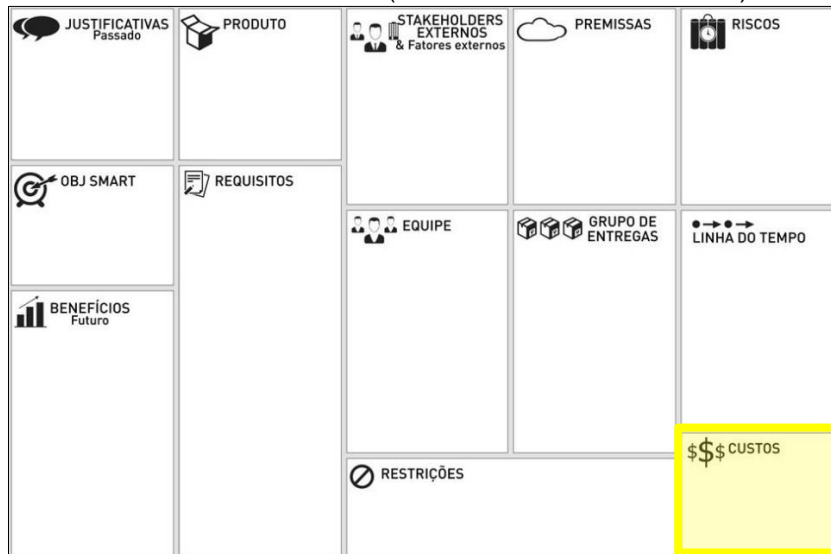 JUSTIFICATIVAS
Passado
PRODUTO
STAKEHOLDERS
EXTERNOS
& Fatores externos
PREMISSAS
RISCOS
OBJ SMART
REQUISITOS
EQUIPE
GRUPO DE
ENTREGAS
LINHA DO TEMPO
BENEFÍCIOS
Futuro
RESTRIÇÕES
$$$ CUSTOS